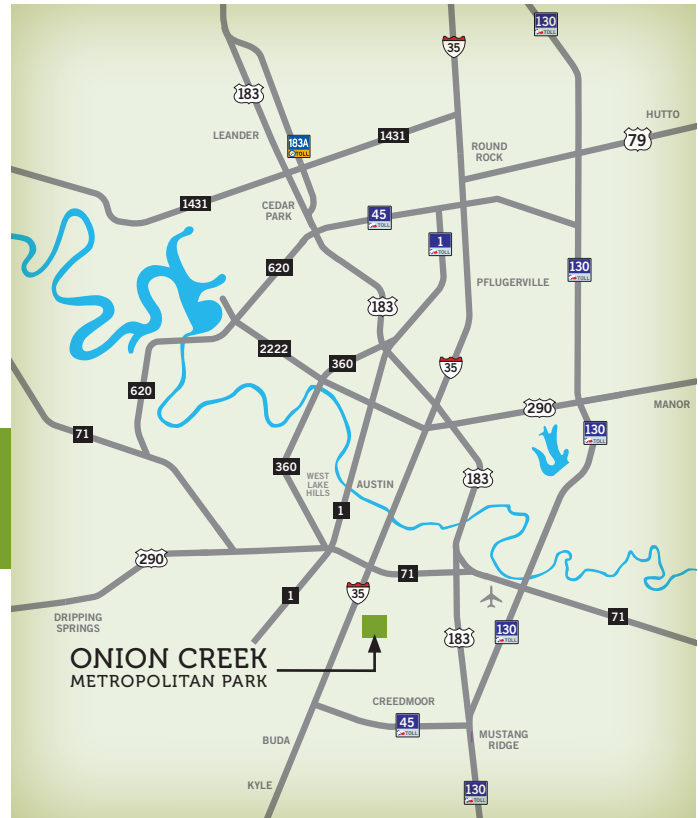 130
TOLL
35
183
HUTTO
LEANDER
183A
TOLL
1431
79
ROUND
ROCK
1431
CEDAR
PARK
45
TOLL
1
TOLL
620
130
TOLL
PFLUGERVILLE
183
2222
360
35
620
290
MANOR
71
130
TOLL
360
WEST
LAKE
HILLS
AUSTIN
183
1
290
71
1
35
71
DRIPPING
SPRINGS
130
TOLL
183
ONION CREEK
METROPOLITAN PARK
CREEDMOOR
45
TOLL
BUDA
MUSTANG
RIDGE
KYLE
130
TOLL